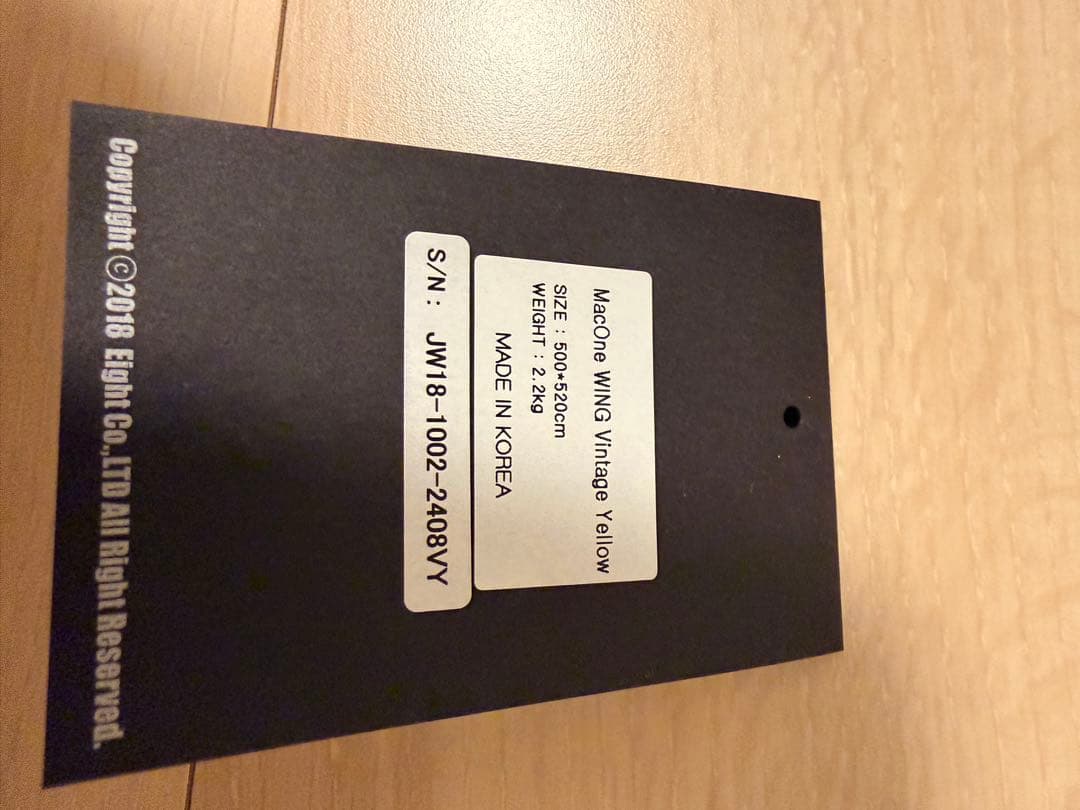 MacOne WING Vintage Yellow
SIZE : 500*520cm
WEIGHT : 2.2kg
MADE IN KOREA
S/N : JW18-1002-2408VY
Copyright ©2018 Eight Co.,LTD All Right Reserved.